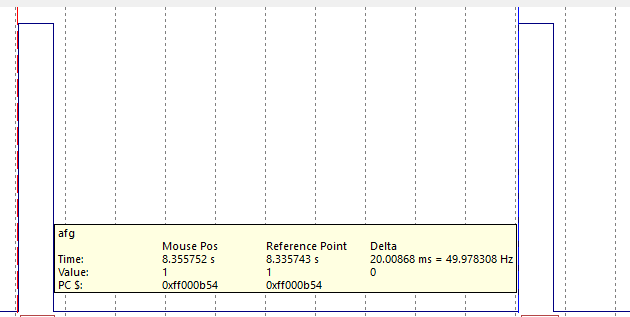 afg
Mouse Pos Reference Point Delta
Time: 8.355752 s 8.335743 s 20.00868 ms = 49.978308 Hz
Value: 1 1 0
PC $: 0xff000b54 0xff000b54